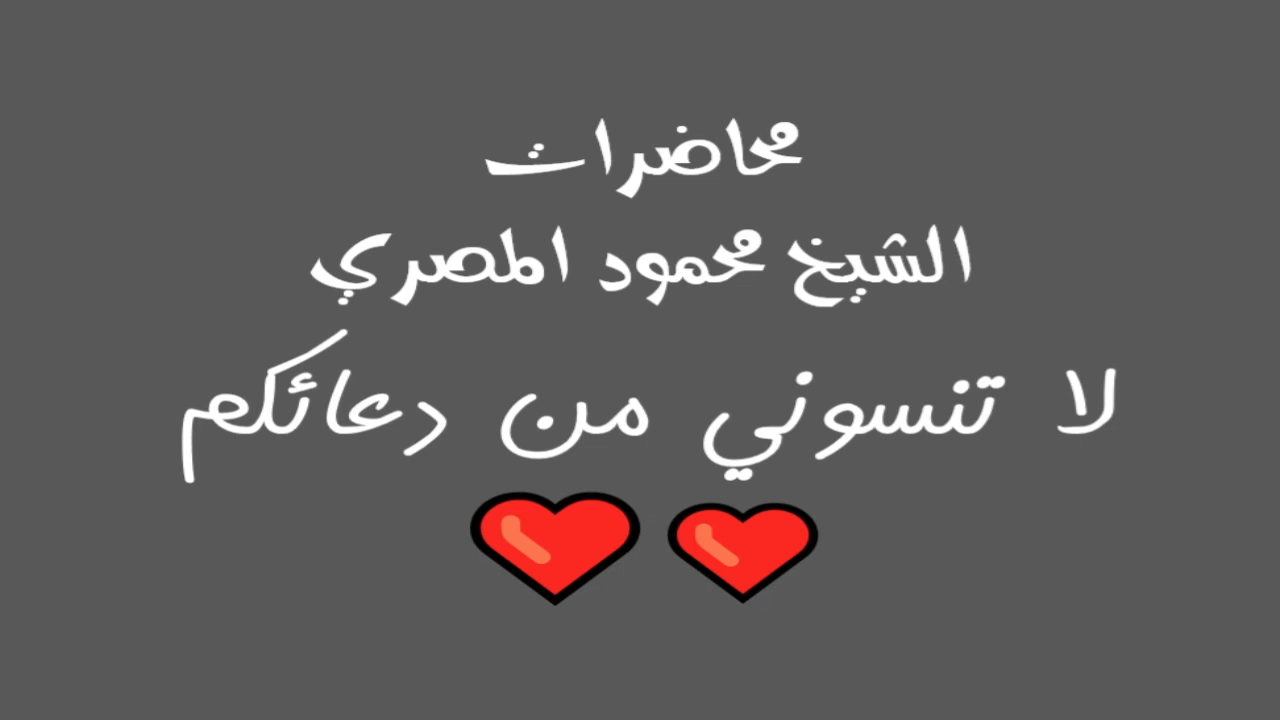 محاضرات
الشيخ محمود المصري
لا تنسوني من دعائكم